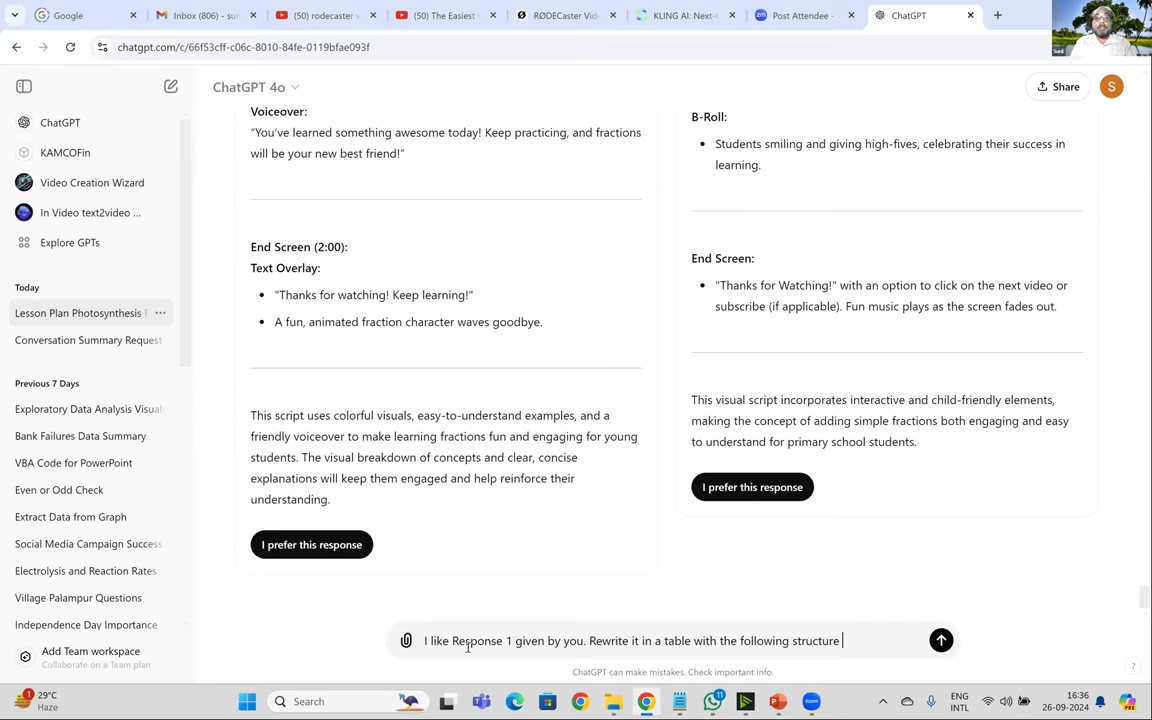 Google
Inbox (806) - su
(50) rodecaster v
(50) The Easiest
RØDECaster Vide
KLING AI: Next-G
Post Attendee -
ChatGPT
chatgpt.com/c/66f53cff-c06c-8010-84fe-0119bfae093f
Sunil
ChatGPT 4o
Share
S
ChatGPT
KAMCOFin
Video Creation Wizard
In Video text2video ...
Explore GPTs
Today
Lesson Plan Photosynthesis
Conversation Summary Request
Previous 7 Days
Exploratory Data Analysis Visual
Bank Failures Data Summary
VBA Code for PowerPoint
Even or Odd Check
Extract Data from Graph
Social Media Campaign Success
Electrolysis and Reaction Rates
Village Palampur Questions
Independence Day Importance
Add Team workspace
Collaborate on a Team plan
Voiceover:
"You've learned something awesome today! Keep practicing, and fractions
will be your new best friend!"
End Screen (2:00):
Text Overlay:
"Thanks for watching! Keep learning!"
A fun, animated fraction character waves goodbye.
This script uses colorful visuals, easy-to-understand examples, and a
friendly voiceover to make learning fractions fun and engaging for young
students. The visual breakdown of concepts and clear, concise
explanations will keep them engaged and help reinforce their
understanding.
I prefer this response
B-Roll:
Students smiling and giving high-fives, celebrating their success in
learning.
End Screen:
"Thanks for Watching!" with an option to click on the next video or
subscribe (if applicable). Fun music plays as the screen fades out.
This visual script incorporates interactive and child-friendly elements,
making the concept of adding simple fractions both engaging and easy
to understand for primary school students.
I prefer this response
I like Response 1 given by you. Rewrite it in a table with the following structure
ChatGPT can make mistakes. Check important info.
?
1
29°C
Haze
Search
11
ENG
INTL
16:36
26-09-2024